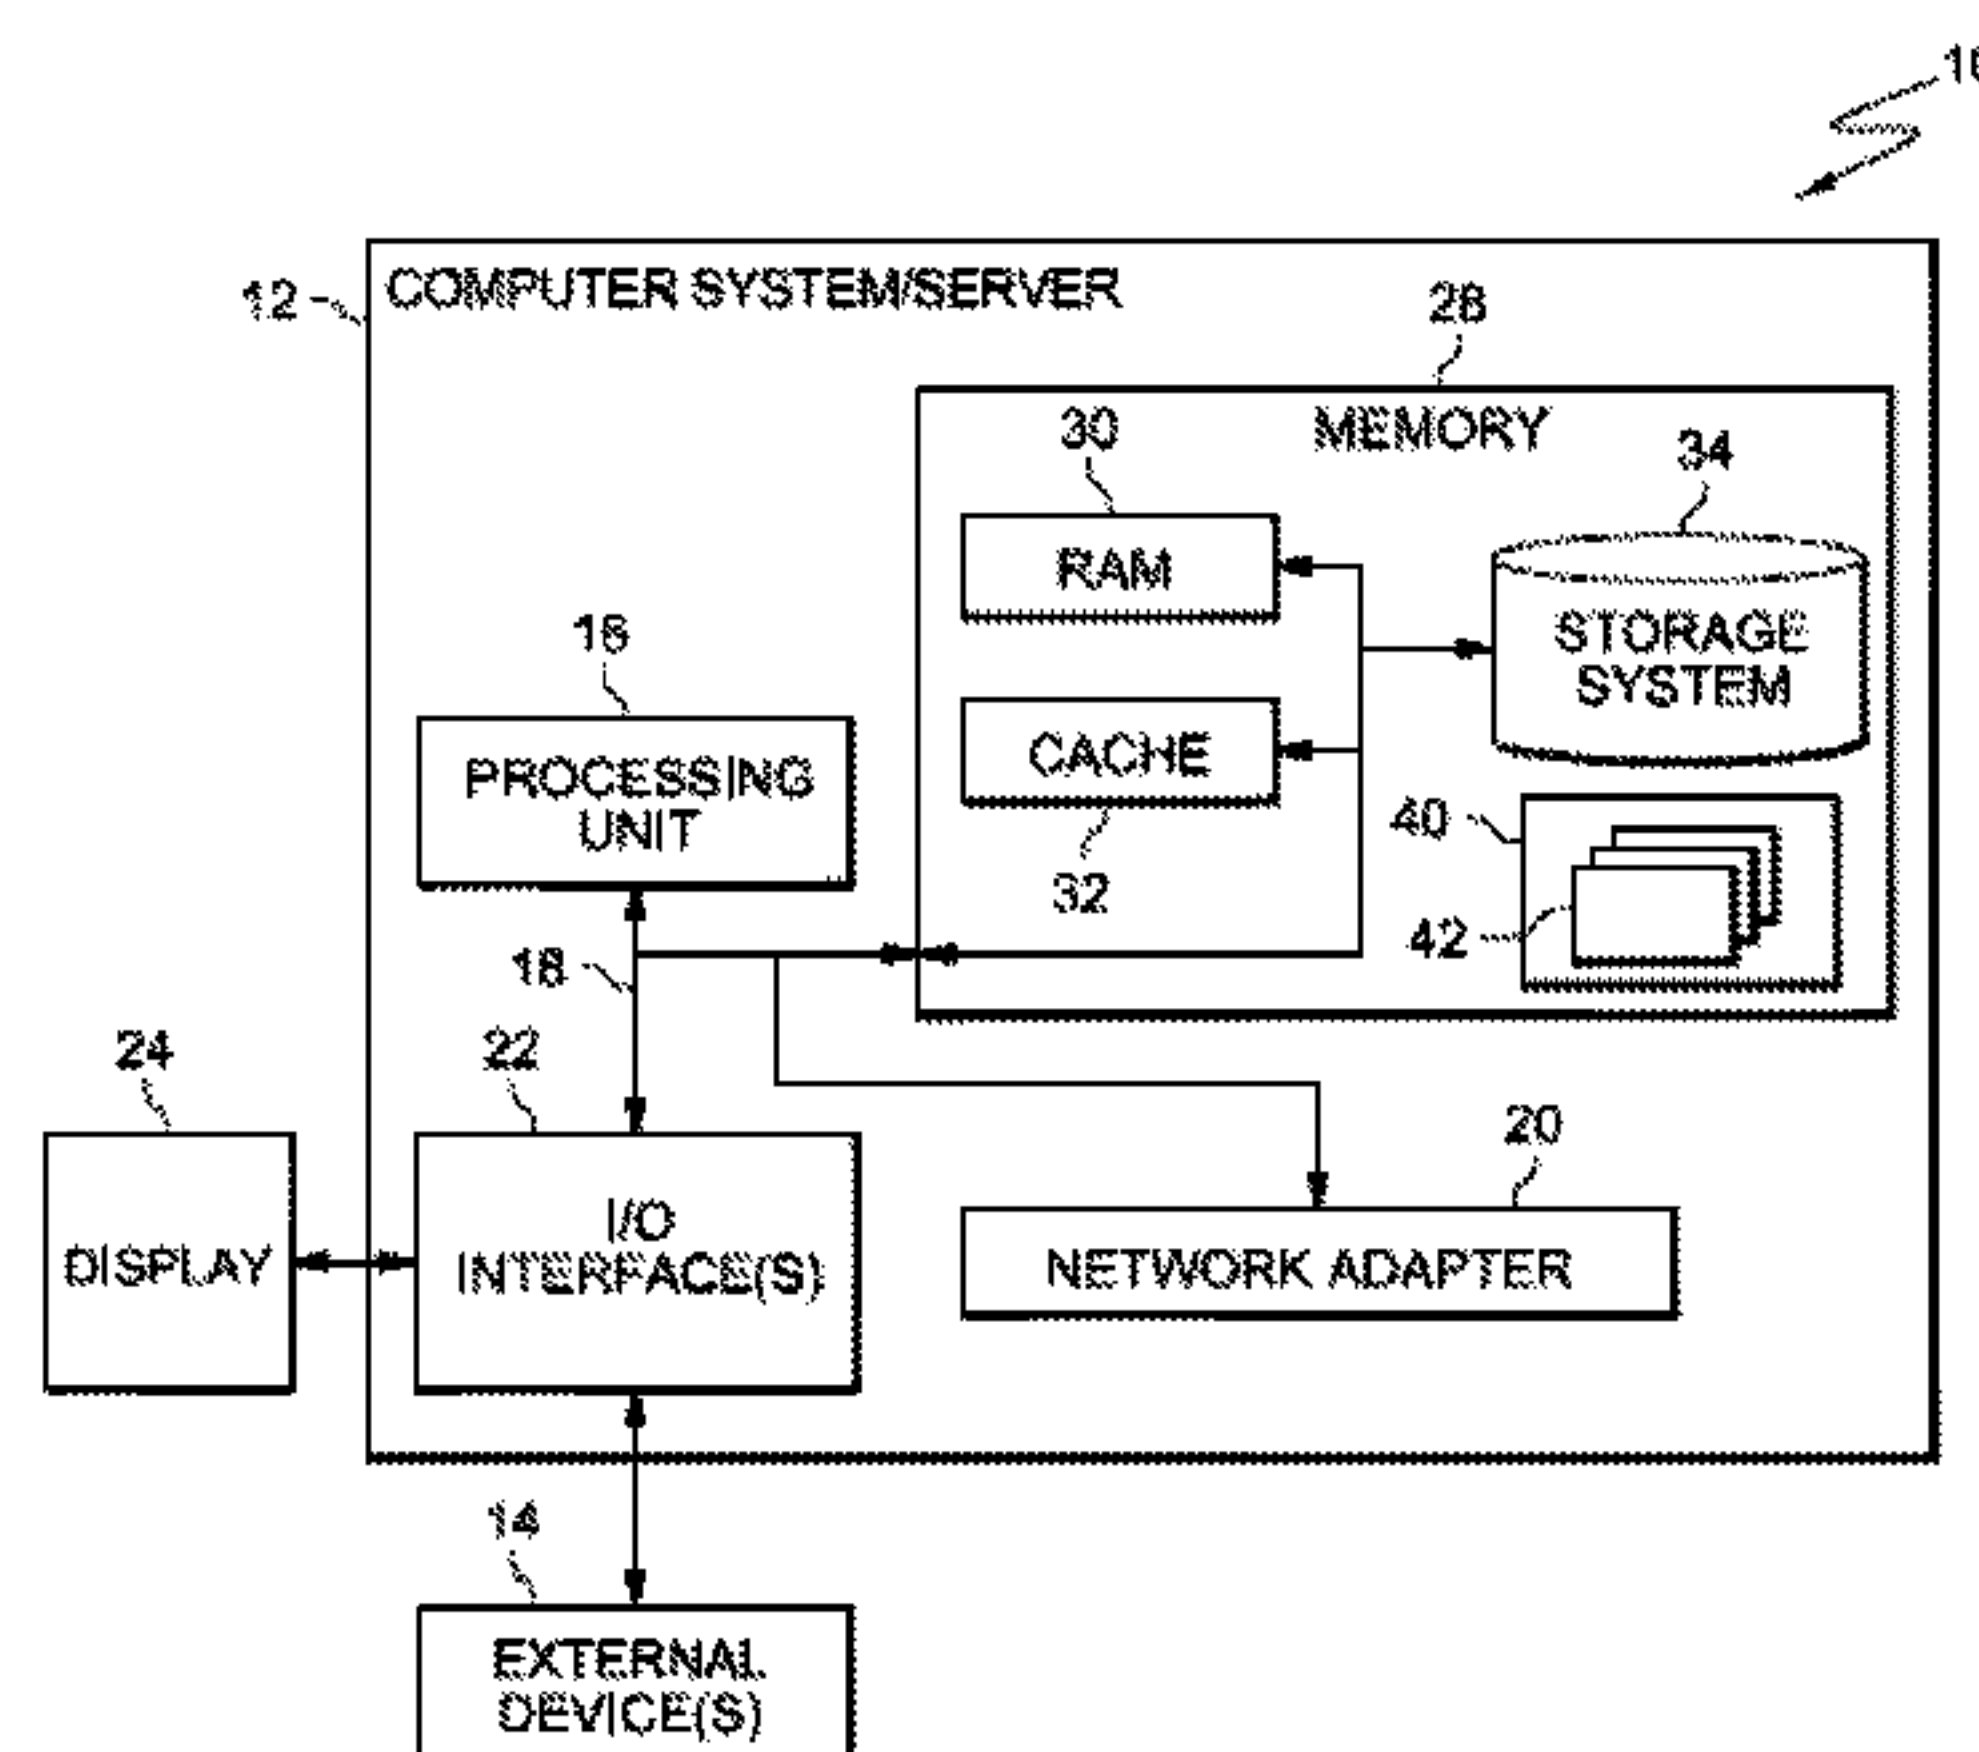 12
COMPUTER SYSTEM/SERVER
28
MEMORY
30
34
RAM
STORAGE
SYSTEM
16
PROCESSING
UNIT
CACHE
40
32
42
18
24
22
20
DISPLAY
I/O
INTERFACE(S)
NETWORK ADAPTER
14
EXTERNAL
DEVICE(S)